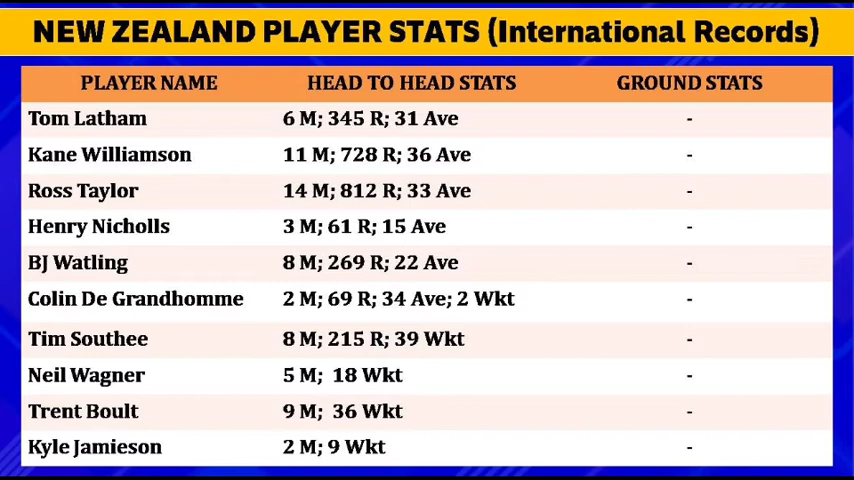 NEW ZEALAND PLAYER STATS (International Records)
PLAYER NAME HEAD TO HEAD STATS GROUND STATS
Tom Latham 6 M; 345 R; 31 Ave -
Kane Williamson 11 M; 728 R; 36 Ave -
Ross Taylor 14 M; 812 R; 33 Ave -
Henry Nicholls 3 M; 61 R; 15 Ave -
BJ Watling 8 M; 269 R; 22 Ave -
Colin De Grandhomme 2 M; 69 R; 34 Ave; 2 Wkt -
Tim Southee 8 M; 215 R; 39 Wkt -
Neil Wagner 5 M; 18 Wkt -
Trent Boult 9 M; 36 Wkt -
Kyle Jamieson 2 M; 9 Wkt -